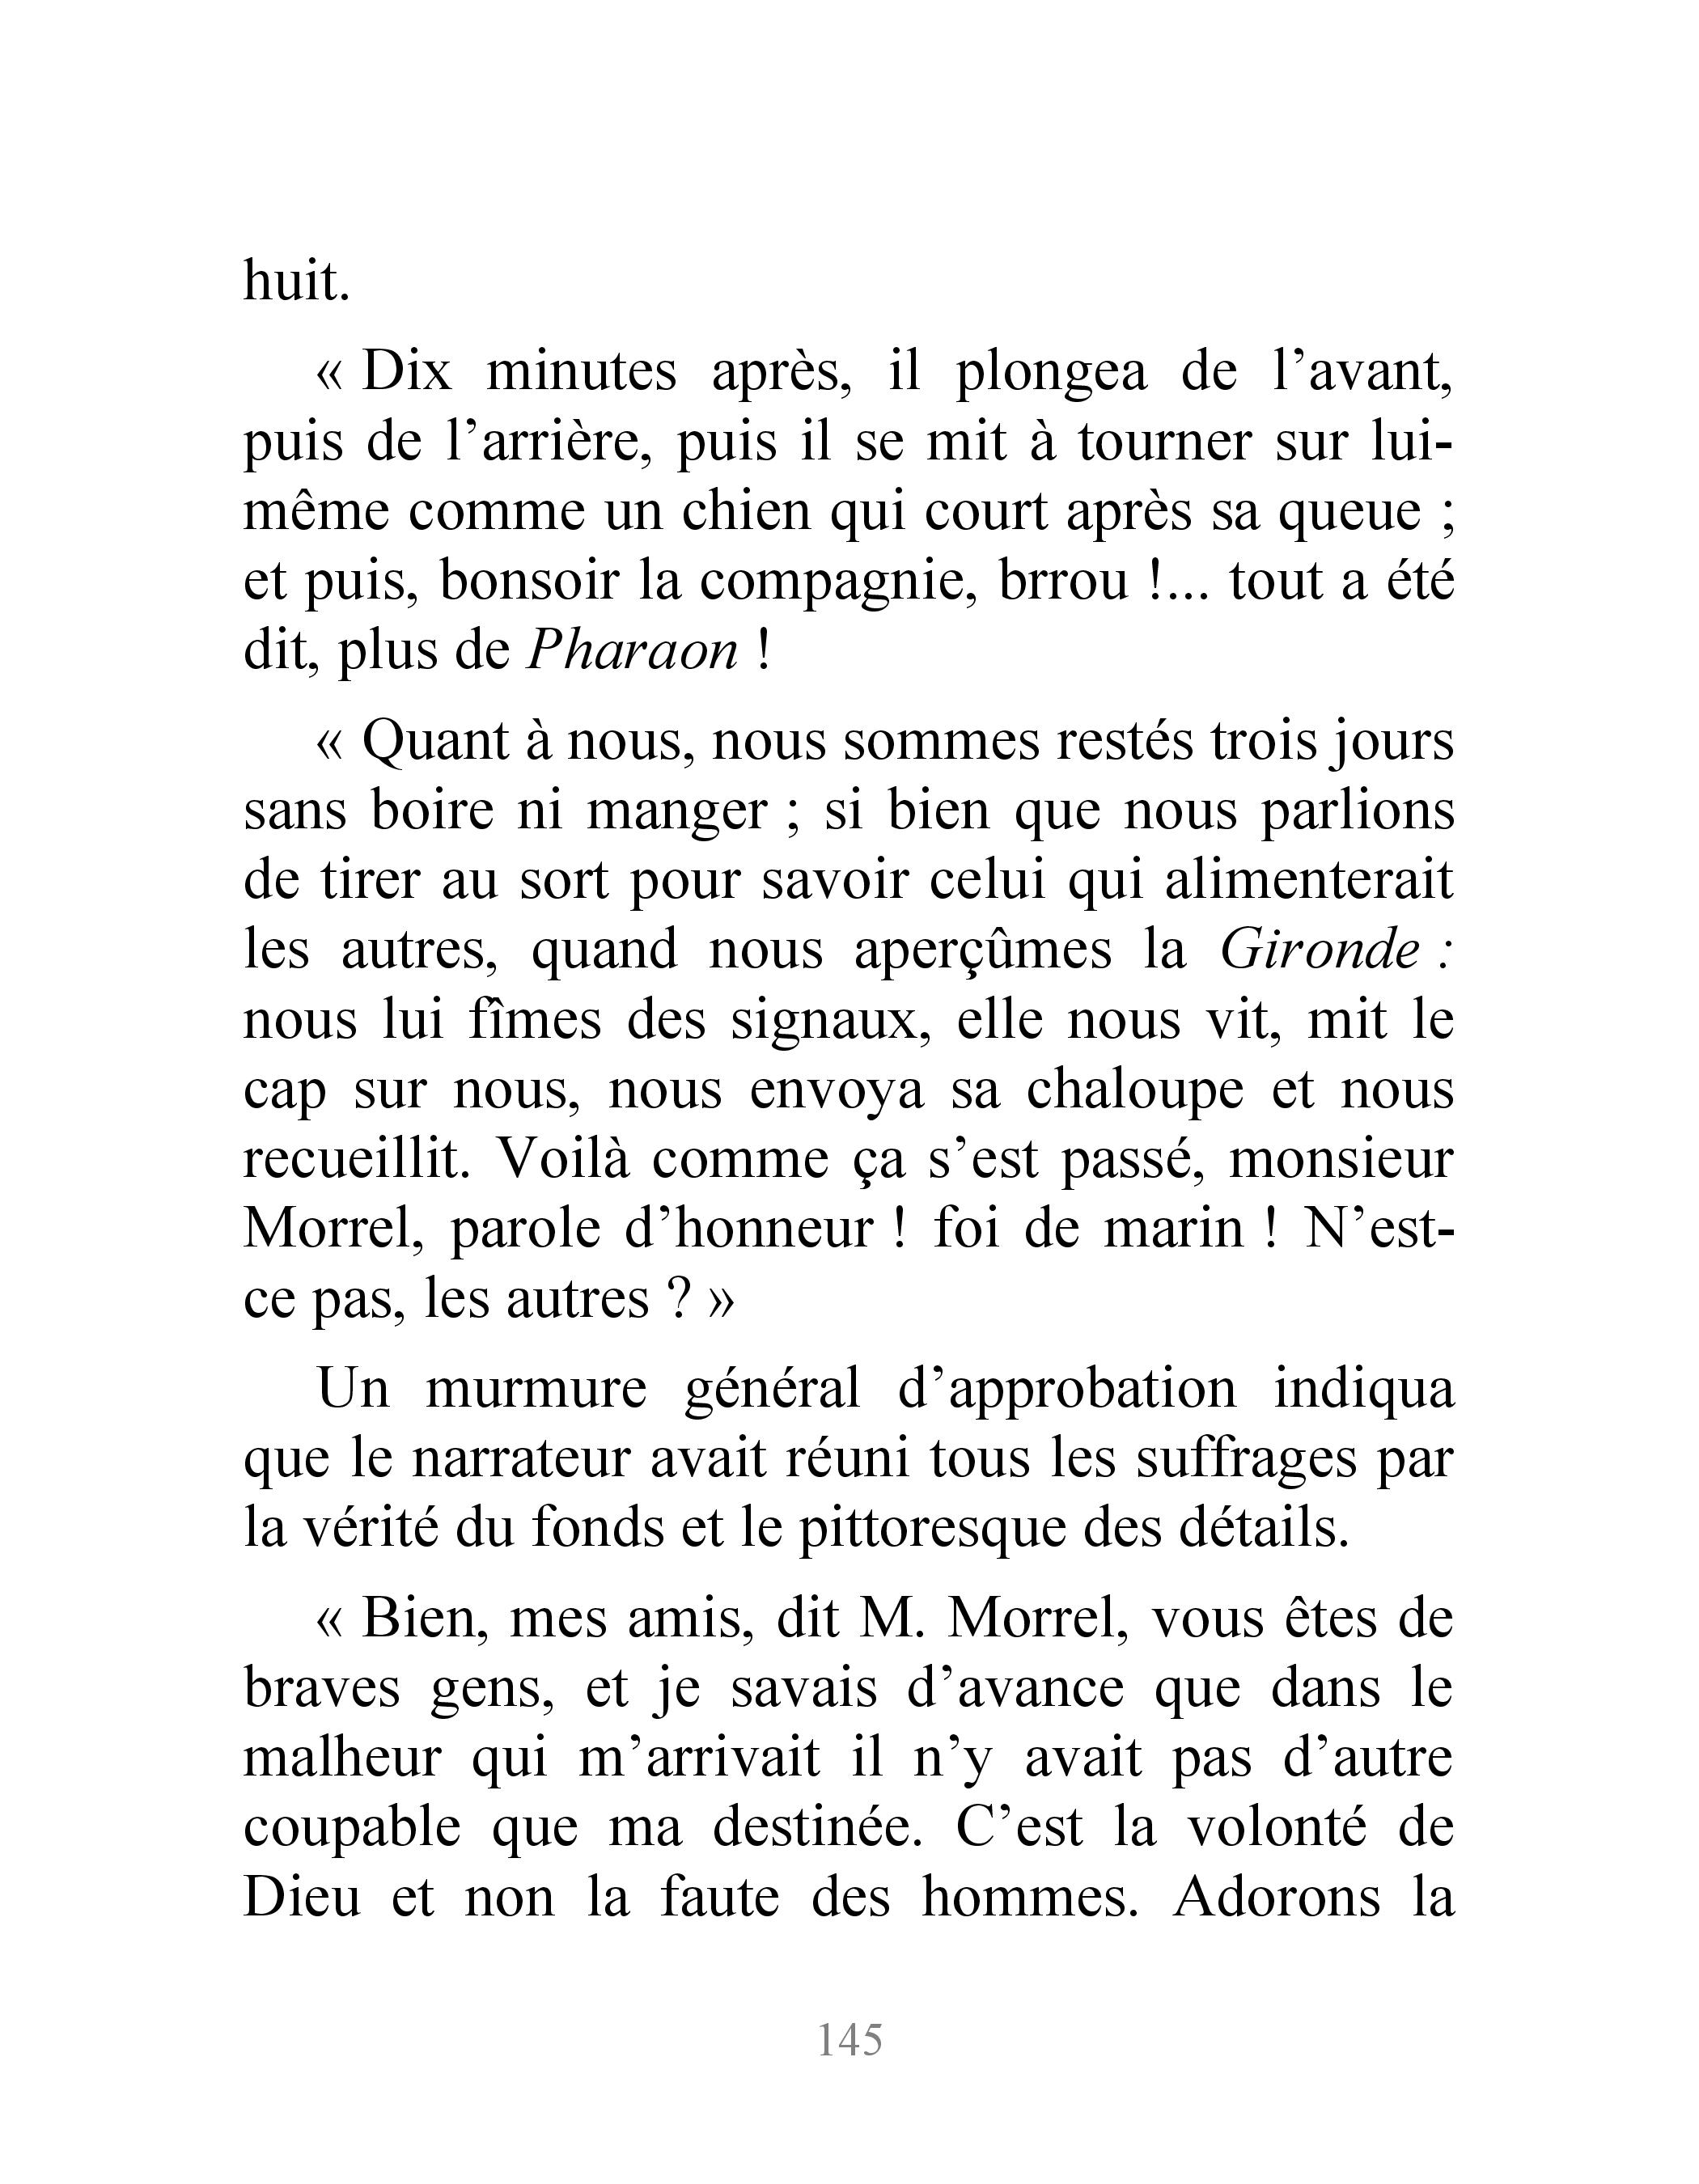 huit.
« Dix minutes après, il plongea de l’avant,
puis de l’arrière, puis il se mit à tourner sur lui-
même comme un chien qui court après sa queue ;
et puis, bonsoir la compagnie, brrou !... tout a été
dit, plus de Pharaon !
« Quant à nous, nous sommes restés trois jours
sans boire ni manger ; si bien que nous parlions
de tirer au sort pour savoir celui qui alimenterait
les autres, quand nous aperçûmes la Gironde :
nous lui fîmes des signaux, elle nous vit, mit le
cap sur nous, nous envoya sa chaloupe et nous
recueillit. Voilà comme ça s’est passé, monsieur
Morrel, parole d’honneur ! foi de marin ! N’est-
ce pas, les autres ? »
Un murmure général d’approbation indiqua
que le narrateur avait réuni tous les suffrages par
la vérité du fonds et le pittoresque des détails.
« Bien, mes amis, dit M. Morrel, vous êtes de
braves gens, et je savais d’avance que dans le
malheur qui m’arrivait il n’y avait pas d’autre
coupable que ma destinée. C’est la volonté de
Dieu et non la faute des hommes. Adorons la
145